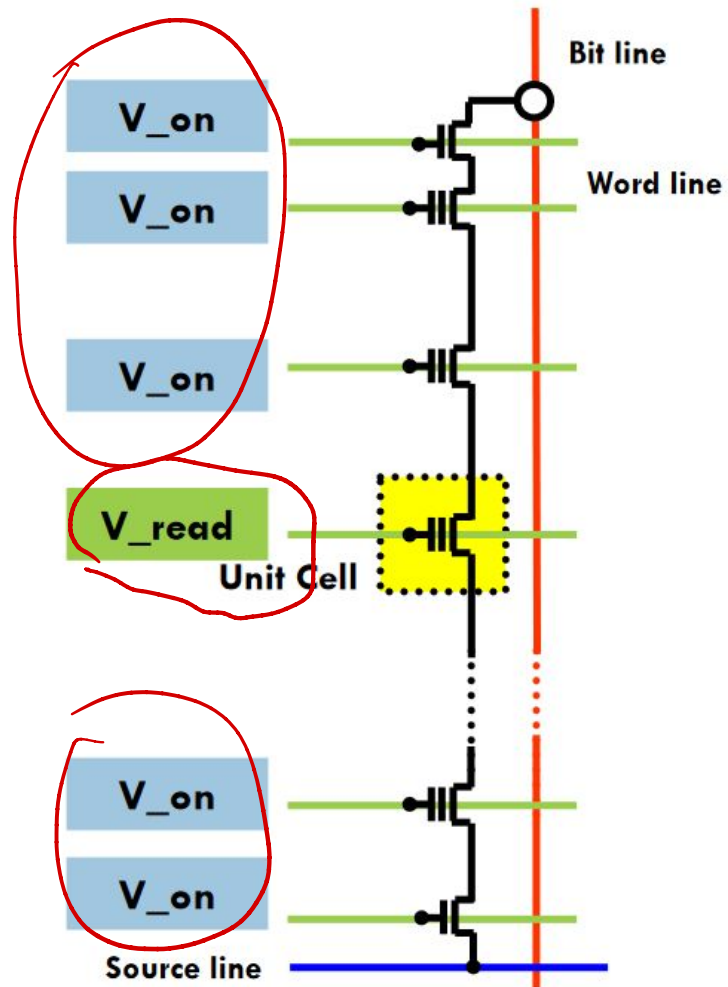 Bit line
V_on
Word line
V_on
V_on
V_read
Unit Cell
V_on
V_on
Source line